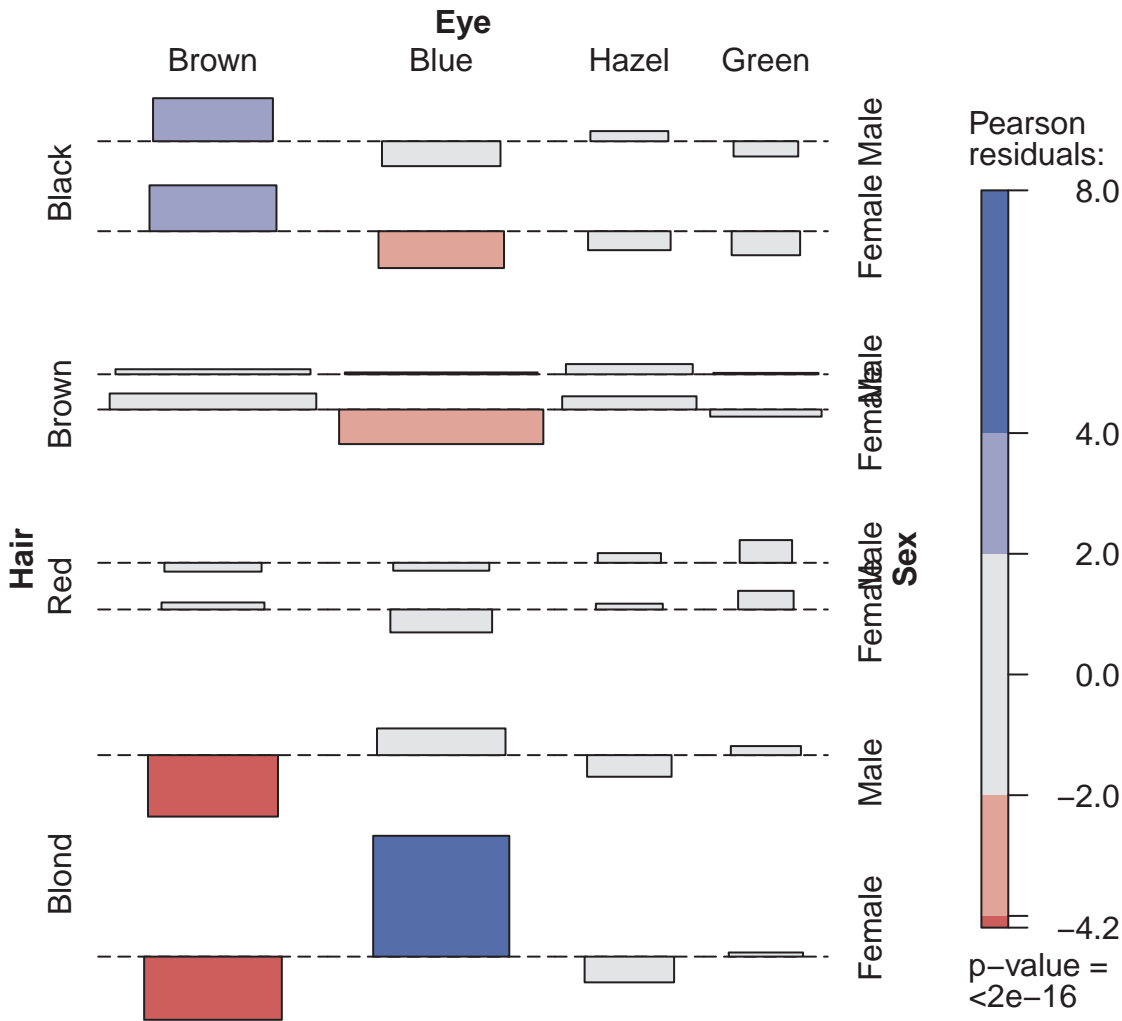 Eye
Brown Blue Hazel Green
Black
Male
Female
Brown
Male
Female
Hair
Red
Male
Female
Sex
Blond
Male
Female
Pearson
residuals:
8.0
4.0
2.0
0.0
−2.0
−4.2
p−value =
<2e−16